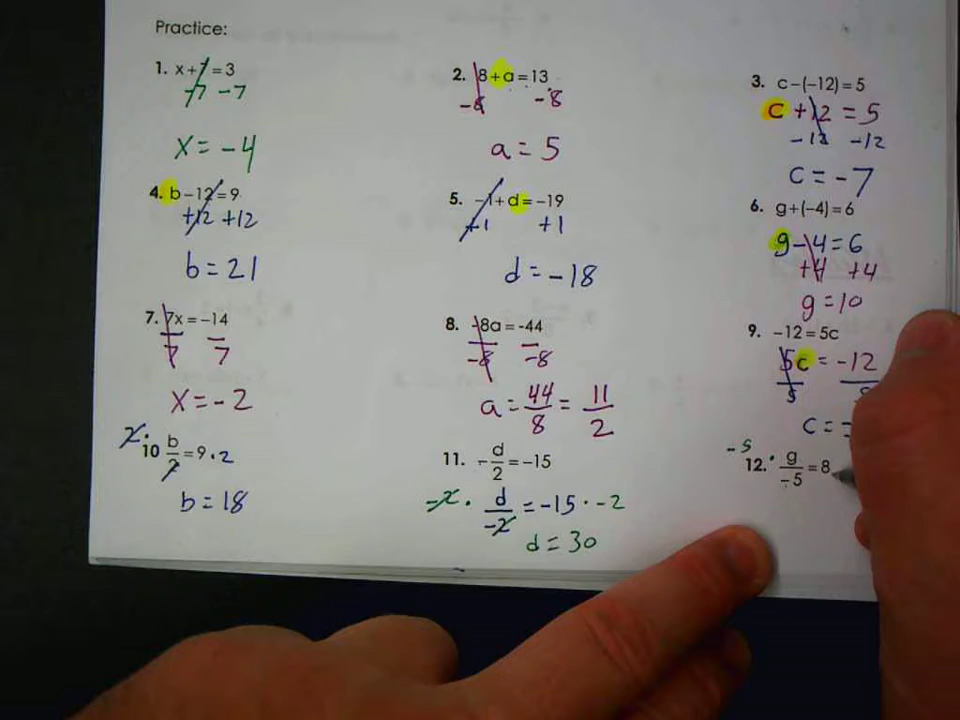 Practice:
1. x+7=3
-7 -7
x = -4
2. 8+a=13
-8 -8
a = 5
3. c-(-12)=5
c +12 = 5
-12 -12
c = -7
4. b-12=9
+12 +12
b = 21
5. -1+d=-19
+1 +1
d = -18
6. g+(-4)=6
g-4=6
+4 +4
g = 10
7. 7x = -14
7 7
x = -2
8. -8a = -44
-8 -8
a = 44/8 = 11/2
9. -12 = 5c
5c = -12
5
c = -
2 · 10 b/2 = 9 · 2
b = 18
11. -d/2 = -15
-2 · d/-2 = -15 · -2
d = 30
-5
12. · g/-5 = 8